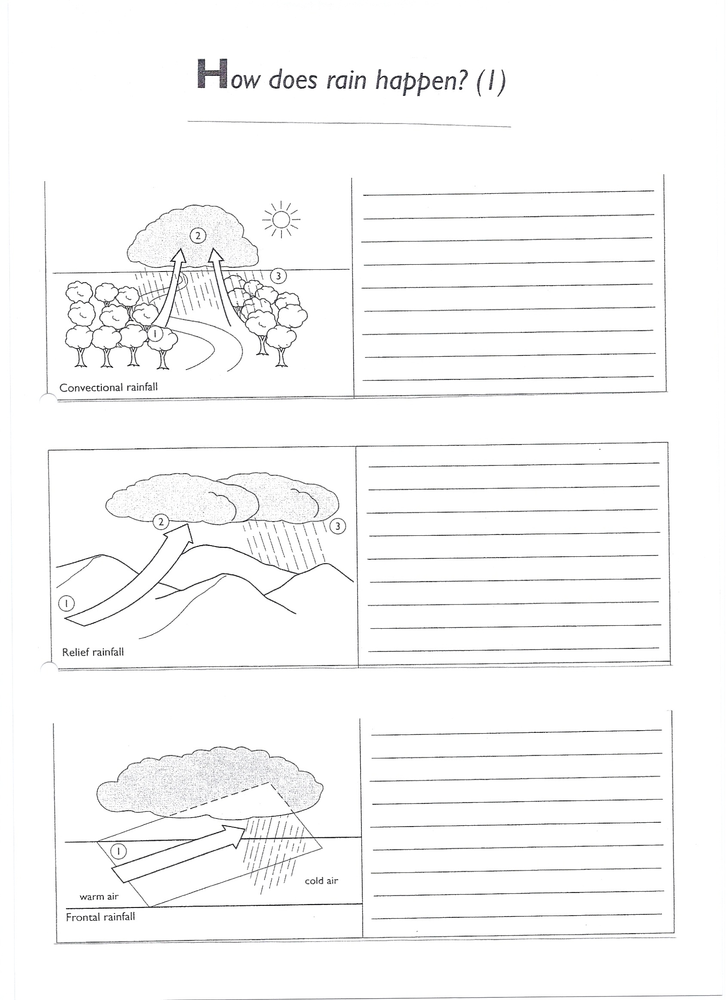 How does rain happen? (1)
2
3
1
Convectional rainfall
2
3
1
Relief rainfall
1
cold air
warm air
Frontal rainfall